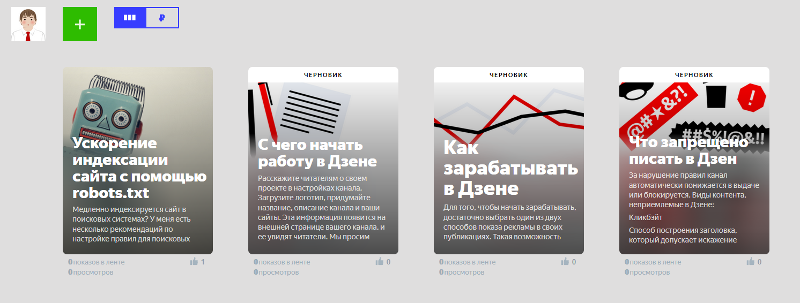 +
₽
Ускорение
индексации
сайта с помощью
robots.txt
Медленно индексируется сайт в
поисковых системах? У меня есть
несколько рекомендаций по
настройке правил для поисковых
0показов в ленте
1
0просмотров
ЧЕРНОВИК
С чего начать
работу в Дзене
Расскажите читателям о своем
проекте в настройках канала.
Загрузите логотип, придумайте
название, описание канала и ваши
сайты. Эта информация появится на
внешней странице вашего канала, и
ее увидят читатели. Мы просим
0показов в ленте
0
0просмотров
ЧЕРНОВИК
Как
зарабатывать
в Дзене
Для того, чтобы начать зарабатывать,
достаточно выбрать один из двух
способов показа рекламы в своих
публикациях. Такая возможность
0показов в ленте
0
0просмотров
ЧЕРНОВИК
@#★&?!
!
##$%!@&!!
Что запрещено
писать в Дзен
За нарушение правил канал
автоматически понижается в выдаче
или блокируется. Виды контента,
неприемлемые в Дзене:
Кликбэйт
Способ построения заголовка,
который допускает искажение
0показов в ленте
0
0просмотров